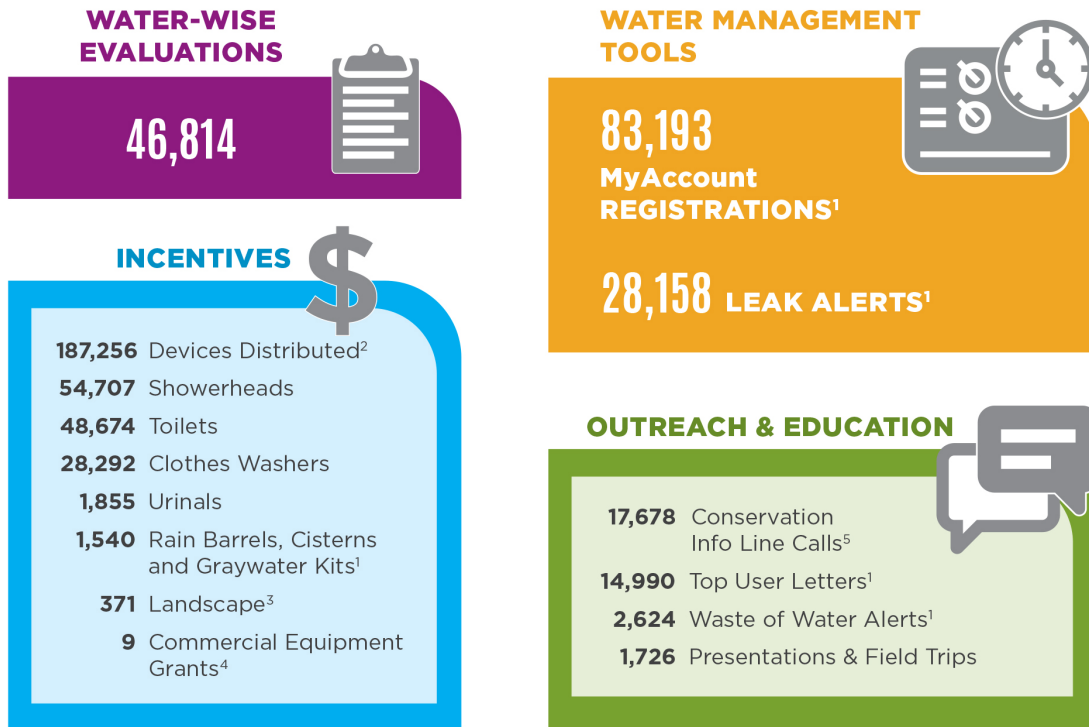 WATER-WISE
EVALUATIONS
46,814
INCENTIVES
$
187,256 Devices Distributed²
54,707 Showerheads
48,674 Toilets
28,292 Clothes Washers
1,855 Urinals
1,540 Rain Barrels, Cisterns
and Graywater Kits¹
371 Landscape³
9 Commercial Equipment
Grants⁴
WATER MANAGEMENT
TOOLS
83,193
MyAccount
REGISTRATIONS¹
28,158 LEAK ALERTS¹
OUTREACH & EDUCATION
17,678 Conservation
Info Line Calls⁵
14,990 Top User Letters¹
2,624 Waste of Water Alerts¹
1,726 Presentations & Field Trips